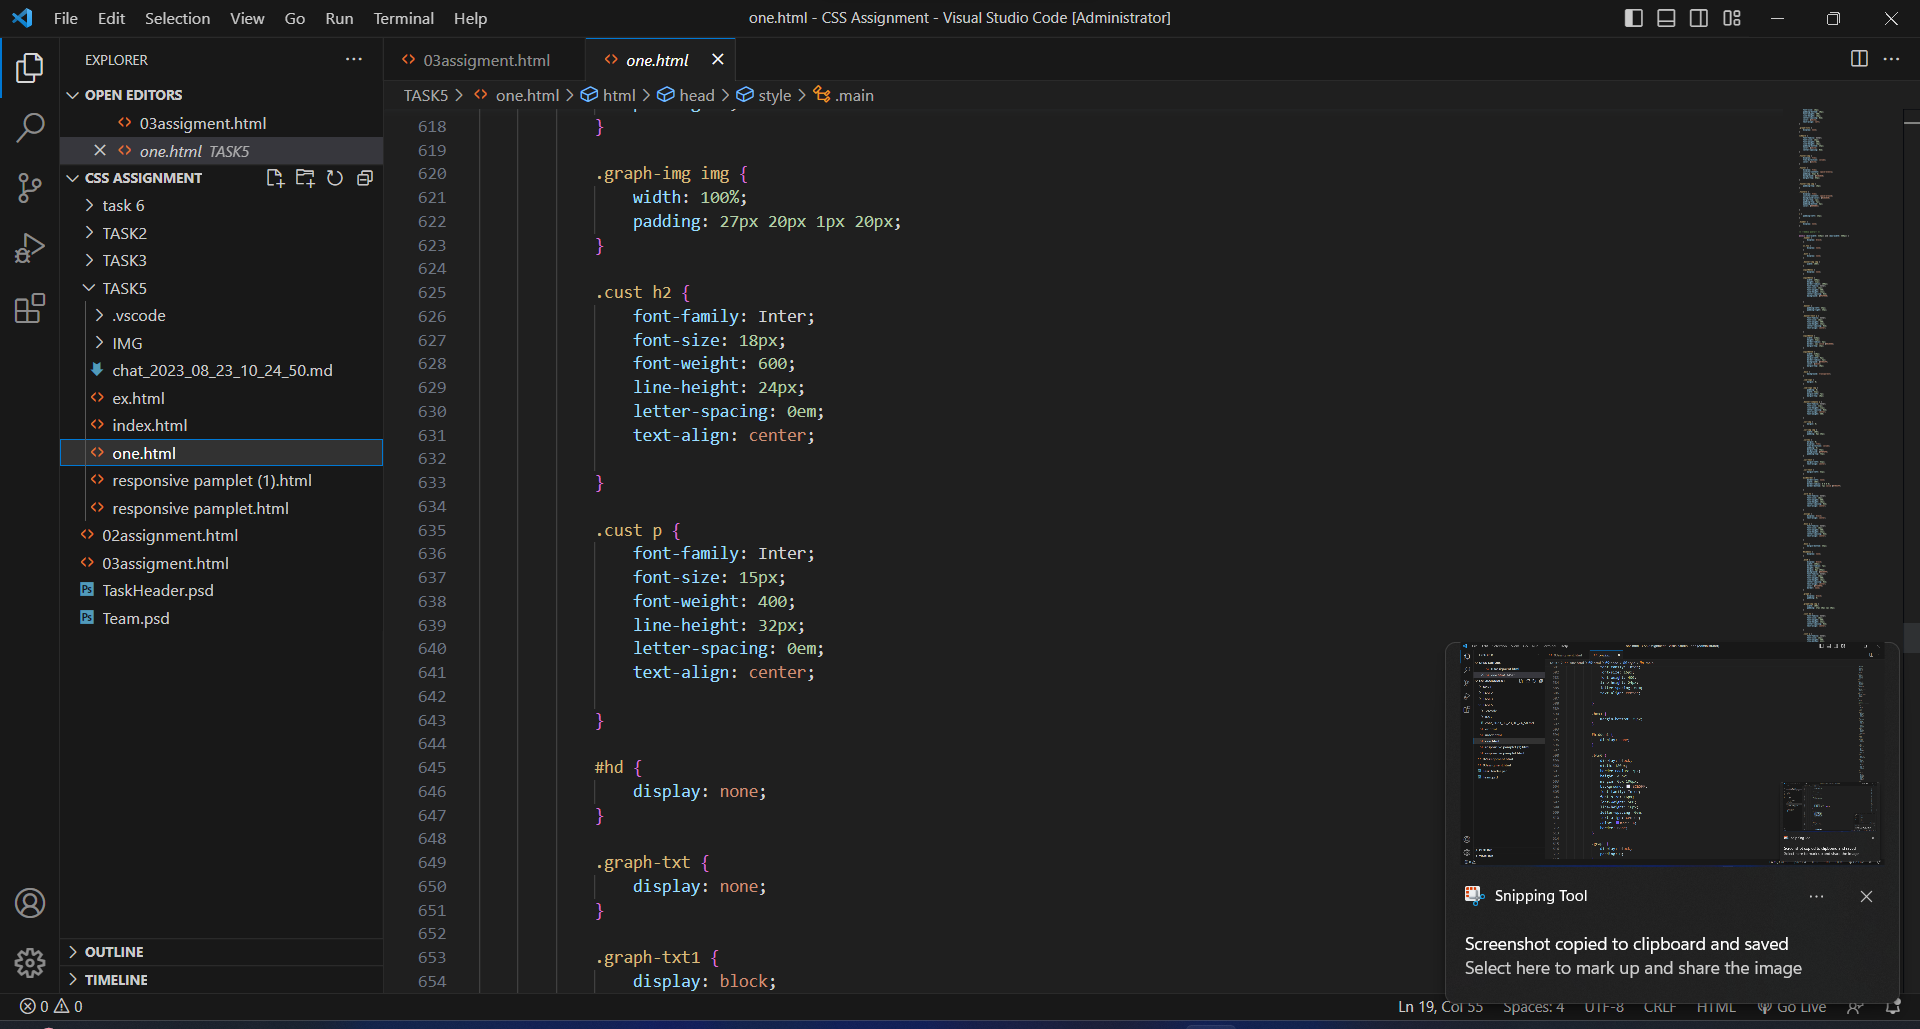 File Edit Selection View Go Run Terminal Help
one.html - CSS Assignment - Visual Studio Code [Administrator]
EXPLORER
OPEN EDITORS
03assigment.html
one.html TASK5
CSS ASSIGNMENT
task 6
TASK2
TASK3
TASK5
.vscode
IMG
chat_2023_08_23_10_24_50.md
ex.html
index.html
one.html
responsive pamplet (1).html
responsive pamplet.html
02assignment.html
03assigment.html
Ps TaskHeader.psd
Ps Team.psd
OUTLINE
TIMELINE
03assigment.html
one.html
TASK5 > one.html > html > head > style > .main
618 }
619
620 .graph-img img {
621 width: 100%;
622 padding: 27px 20px 1px 20px;
623 }
624
625 .cust h2 {
626 font-family: Inter;
627 font-size: 18px;
628 font-weight: 600;
629 line-height: 24px;
630 letter-spacing: 0em;
631 text-align: center;
632
633 }
634
635 .cust p {
636 font-family: Inter;
637 font-size: 15px;
638 font-weight: 400;
639 line-height: 32px;
640 letter-spacing: 0em;
641 text-align: center;
642
643 }
644
645 #hd {
646 display: none;
647 }
648
649 .graph-txt {
650 display: none;
651 }
652
653 .graph-txt1 {
654 display: block;
Snipping Tool
Screenshot copied to clipboard and saved
Select here to mark up and share the image
0 0
Ln 19, Col 55 Spaces: 4 UTF-8 CRLF HTML Go Live